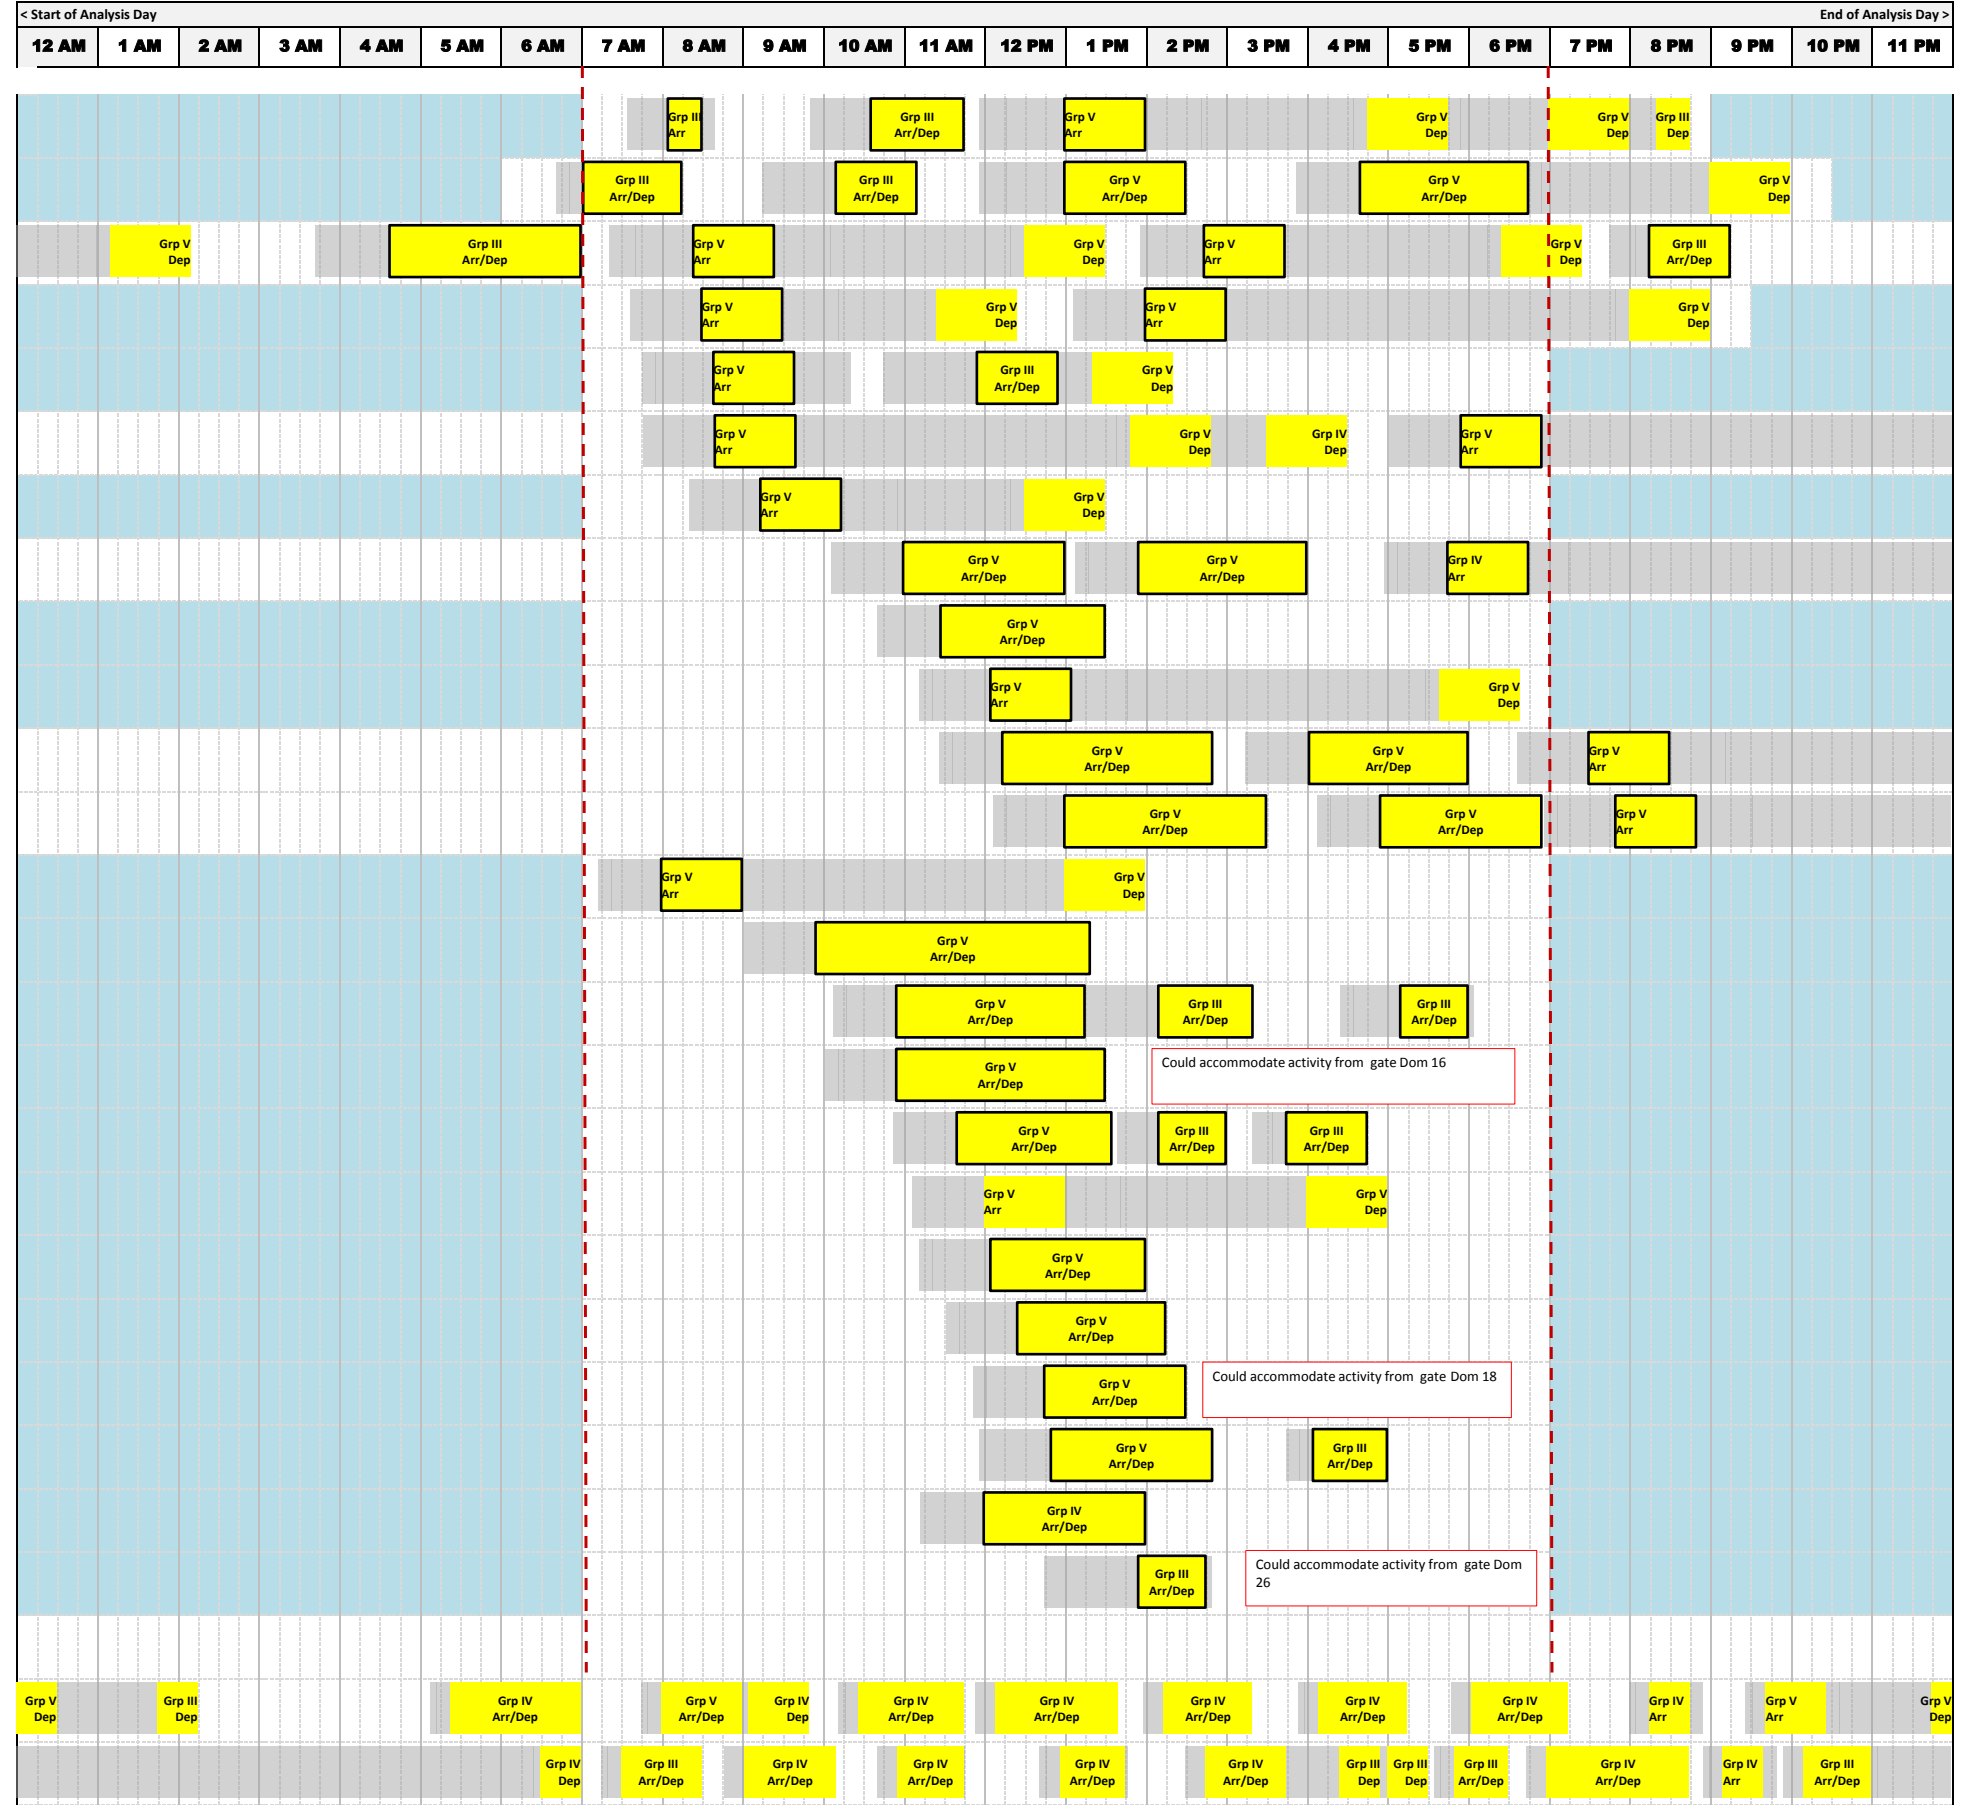 < Start of Analysis Day End of Analysis Day >
12 AM 1 AM 2 AM 3 AM 4 AM 5 AM 6 AM 7 AM 8 AM 9 AM 10 AM 11 AM 12 PM 1 PM 2 PM 3 PM 4 PM 5 PM 6 PM 7 PM 8 PM 9 PM 10 PM 11 PM
Grp III Grp III Grp V Grp V Grp V Grp III
Arr Arr/Dep Arr Dep Dep Dep
Grp III Grp III Grp V Grp V Grp V
Arr/Dep Arr/Dep Arr/Dep Arr/Dep Dep
Grp V Grp III Grp V Grp V Grp V Grp V Grp III
Dep Arr/Dep Arr Dep Arr Dep Arr/Dep
Grp V Grp V Grp V Grp V
Arr Dep Arr Dep
Grp V Grp III Grp V
Arr Arr/Dep Dep
Grp V Grp V Grp IV Grp V
Arr Dep Dep Arr
Grp V Grp V
Arr Dep
Grp V Grp V Grp IV
Arr/Dep Arr/Dep Arr
Grp V
Arr/Dep
Grp V Grp V
Arr Dep
Grp V Grp V Grp V
Arr/Dep Arr/Dep Arr
Grp V Grp V Grp V
Arr/Dep Arr/Dep Arr
Grp V Grp V
Arr Dep
Grp V
Arr/Dep
Grp V Grp III Grp III
Arr/Dep Arr/Dep Arr/Dep
Grp V Could accommodate activity from gate Dom 16
Arr/Dep
Grp V Grp III Grp III
Arr/Dep Arr/Dep Arr/Dep
Grp V Grp V
Arr Dep
Grp V
Arr/Dep
Grp V
Arr/Dep
Grp V Could accommodate activity from gate Dom 18
Arr/Dep
Grp V Grp III
Arr/Dep Arr/Dep
Grp IV
Arr/Dep
Grp III Could accommodate activity from gate Dom
Arr/Dep 26
Grp V Grp III Grp IV Grp V Grp IV Grp IV Grp IV Grp IV Grp IV Grp IV Grp IV Grp V Grp V
Dep Dep Arr/Dep Arr/Dep Dep Arr/Dep Arr/Dep Arr/Dep Arr/Dep Arr/Dep Arr Arr Dep
Grp IV Grp III Grp IV Grp IV Grp IV Grp IV Grp III Grp III Grp III Grp IV Grp IV Grp III
Dep Arr/Dep Arr/Dep Arr/Dep Arr/Dep Arr/Dep Dep Dep Arr/Dep Arr/Dep Arr Arr/Dep